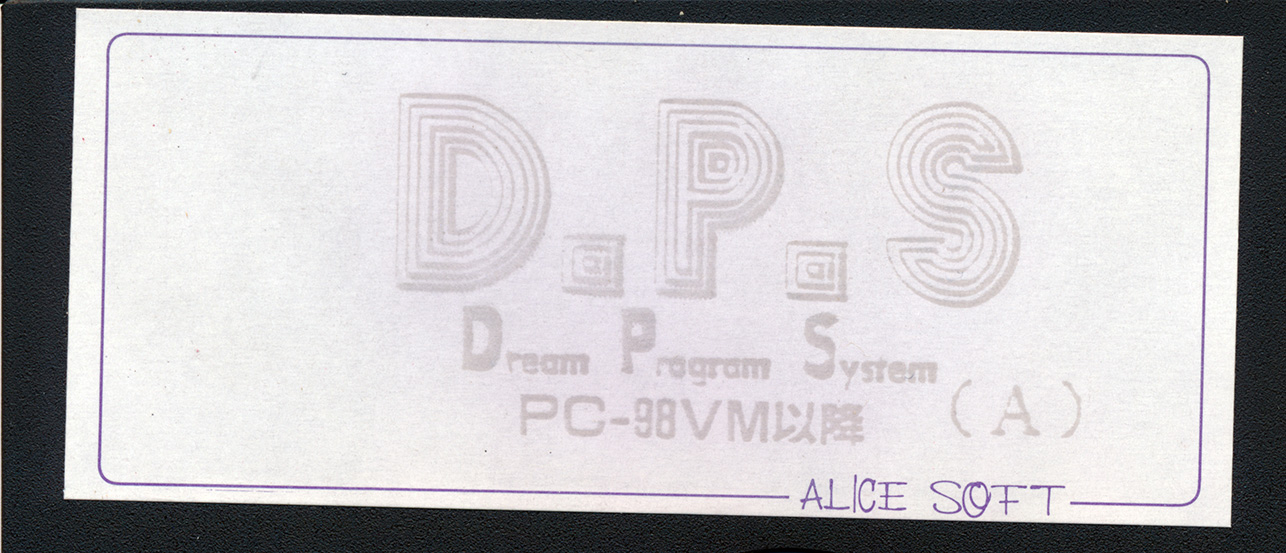 D.P.S
Dream Program System
PC-98VM以降
(A)
ALICE SOFT